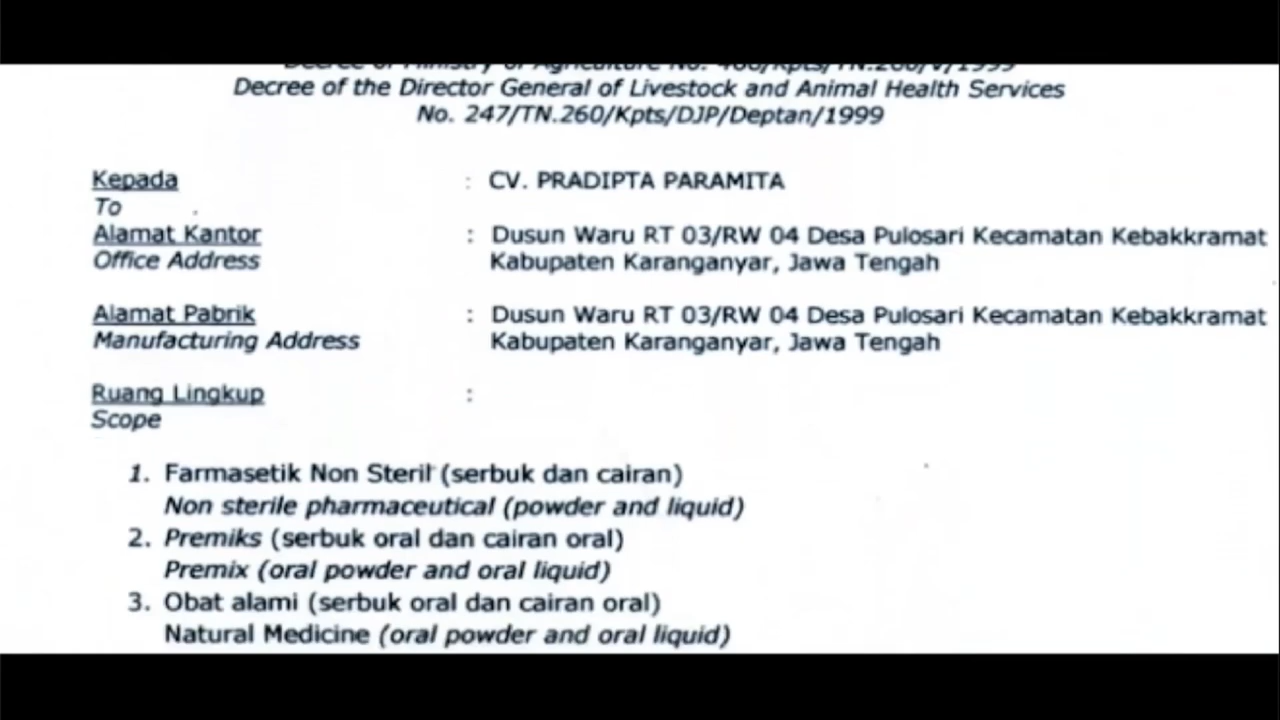 Decree of the Director General of Livestock and Animal Health Services
No. 247/TN.260/Kpts/DJP/Deptan/1999
Kepada : CV. PRADIPTA PARAMITA
To
Alamat Kantor : Dusun Waru RT 03/RW 04 Desa Pulosari Kecamatan Kebakkramat
Office Address Kabupaten Karanganyar, Jawa Tengah
Alamat Pabrik : Dusun Waru RT 03/RW 04 Desa Pulosari Kecamatan Kebakkramat
Manufacturing Address Kabupaten Karanganyar, Jawa Tengah
Ruang Lingkup :
Scope
1. Farmasetik Non Steril (serbuk dan cairan)
Non sterile pharmaceutical (powder and liquid)
2. Premiks (serbuk oral dan cairan oral)
Premix (oral powder and oral liquid)
3. Obat alami (serbuk oral dan cairan oral)
Natural Medicine (oral powder and oral liquid)